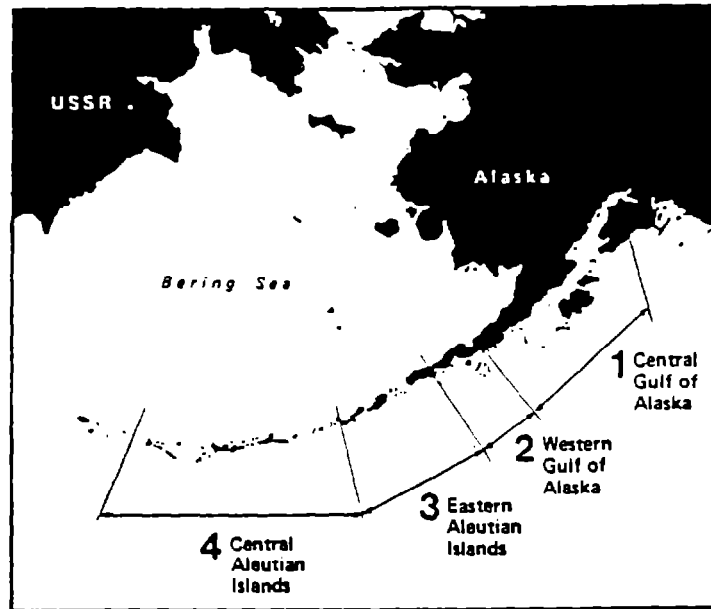 USSR
Alaska
Bering Sea
1 Central
Gulf of
Alaska
2 Western
Gulf of
Alaska
3 Eastern
Aleutian
Islands
4 Central
Aleutian
Islands